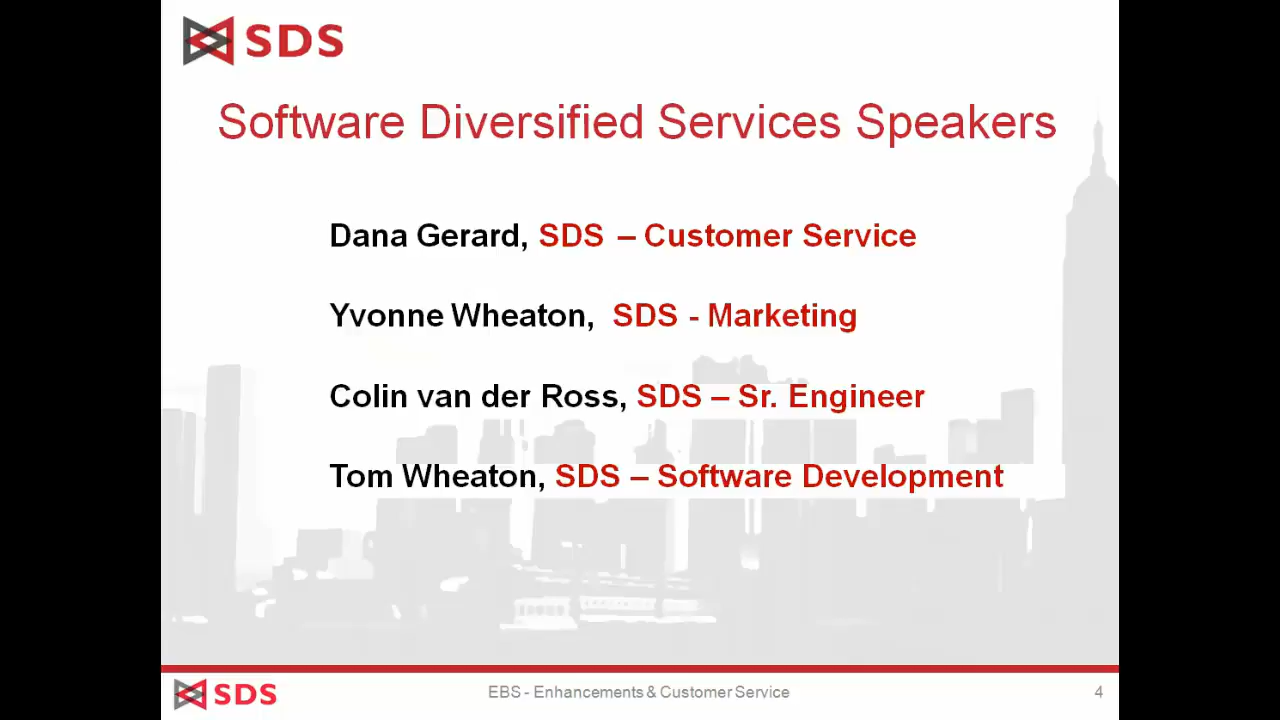 SDS
Software Diversified Services Speakers
Dana Gerard, SDS – Customer Service
Yvonne Wheaton, SDS - Marketing
Colin van der Ross, SDS – Sr. Engineer
Tom Wheaton, SDS – Software Development
SDS
EBS - Enhancements & Customer Service
4